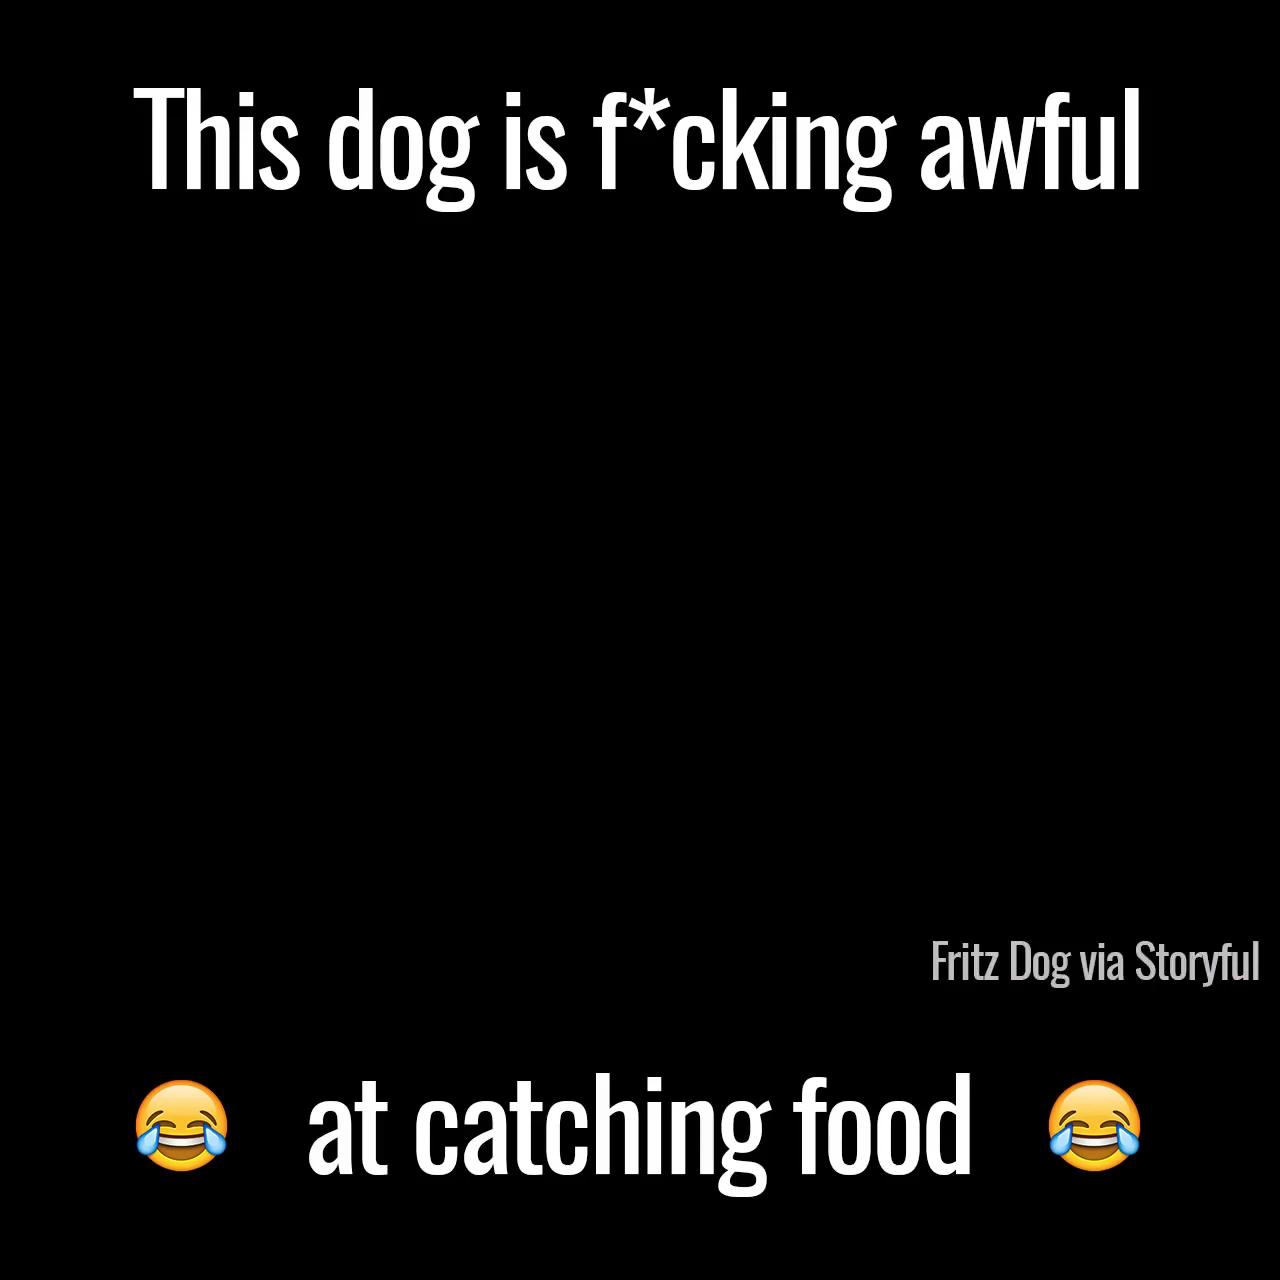 This dog is f*cking awful
Fritz Dog via Storyful
😂 at catching food 😂